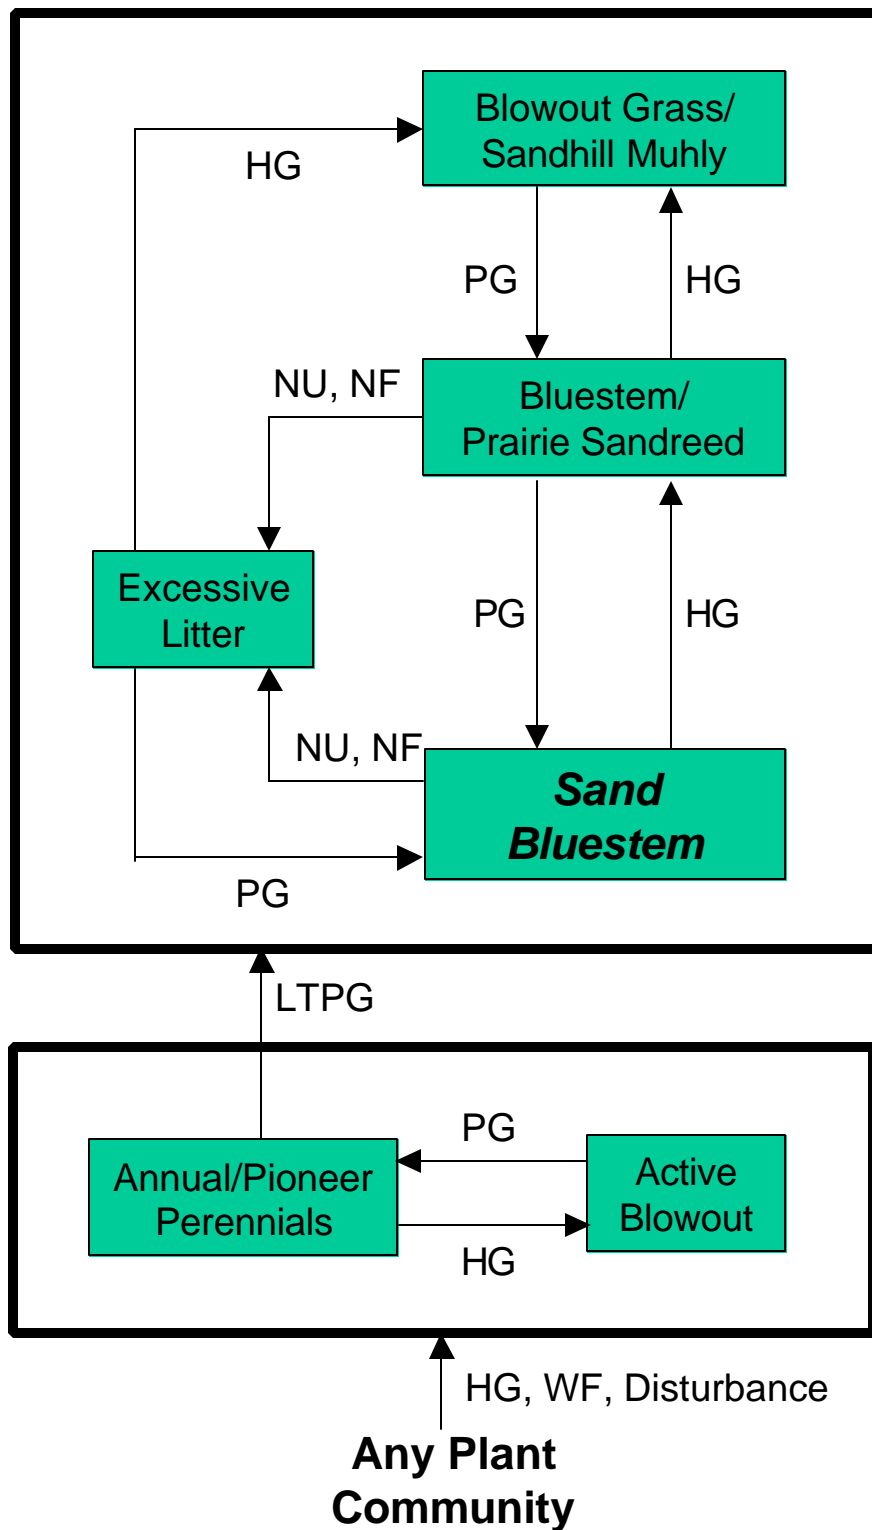 Blowout Grass/
Sandhill Muhly
HG
PG
HG
NU, NF
Bluestem/
Prairie Sandreed
Excessive
Litter
PG
HG
NU, NF
Sand
Bluestem
PG
LTPG
PG
Annual/Pioneer
Perennials
Active
Blowout
HG
HG, WF, Disturbance
Any Plant
Community